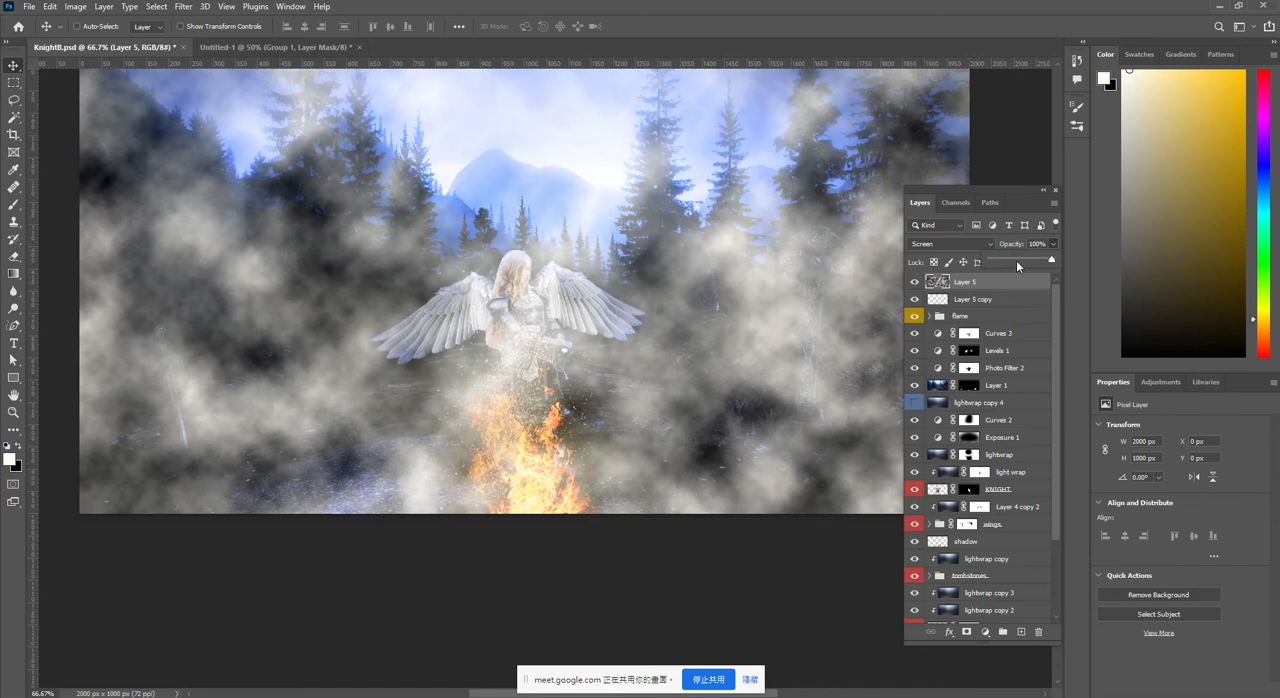 Ps File Edit Image Layer Type Select Filter 3D View Plugins Window Help
Auto-Select: Layer Show Transform Controls 3D Mode:
Knight8.psd @ 66.7% (Layer 5, RGB/8#) * × Untitled-1 @ 50% (Group 1, Layer Mask/8) * ×
Color Swatches Gradients Patterns
Layers Channels Paths
Kind
Screen Opacity: 100%
Lock:
Layer 5
Layer 5 copy
flame
Curves 3
Levels 1
Photo Filter 2
Layer 1
lightwrap copy 4
Curves 2
Exposure 1
lightwrap
light wrap
KNIGHT
Layer 4 copy 2
wings
shadow
lightwrap copy
tombstones
lightwrap copy 3
lightwrap copy 2
Properties Adjustments Libraries
Pixel Layer
Transform
W 2000 px X 0 px
H 1000 px Y 0 px
0.00°
Align and Distribute
Align:
Quick Actions
Remove Background
Select Subject
View More
meet.google.com 正在共用你的畫面。 停止共用 隱藏
66.67% 2000 px x 1000 px (72 ppi)